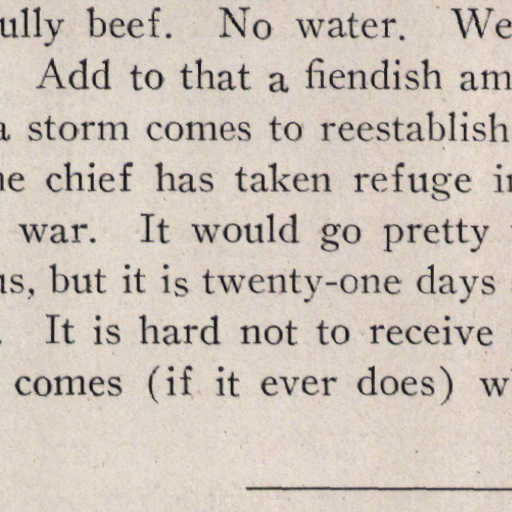 ully beef. No water. We
Add to that a fiendish am
a storm comes to reestablish
he chief has taken refuge in
war. It would go pretty
us, but it is twenty-one days
. It is hard not to receive
comes (if it ever does) w